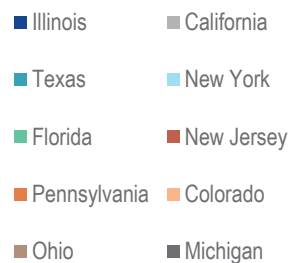 Illinois
California
Texas
New York
Florida
New Jersey
Pennsylvania
Colorado
Ohio
Michigan